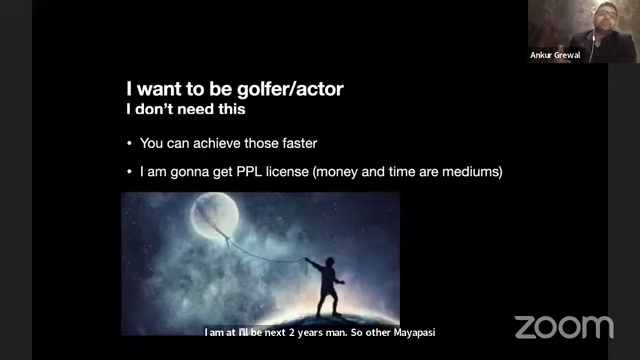 Ankur Grewal
I want to be golfer/actor
I don't need this
• You can achieve those faster
• I am gonna get PPL license (money and time are mediums)
I am at I'll be next 2 years man. So other Mayapasi
zoom